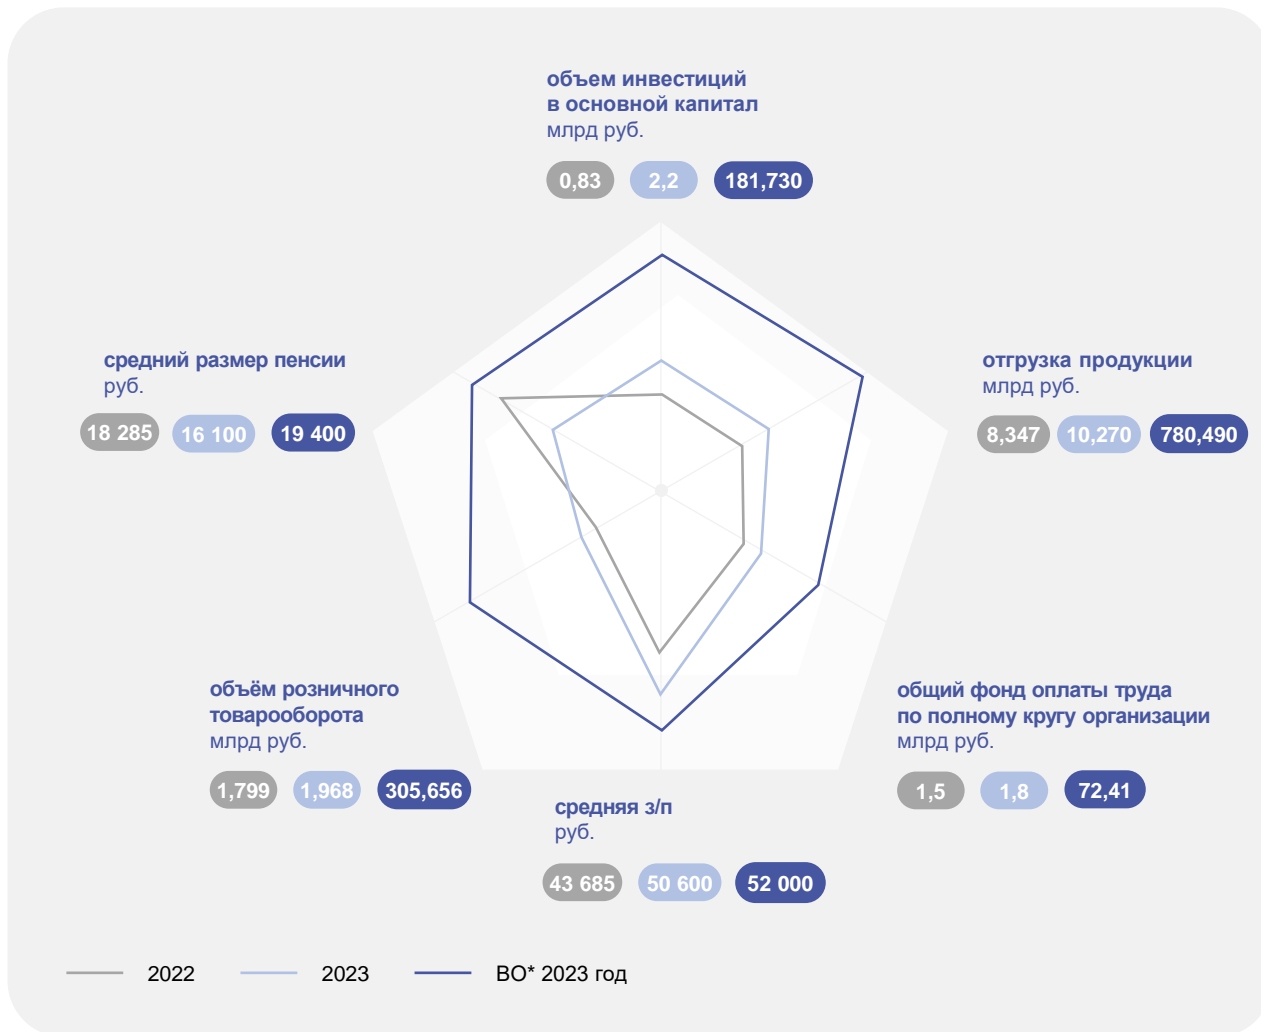 объем инвестиций
в основной капитал
млрд руб.
0,83 2,2 181,730
средний размер пенсии
руб.
18 285 16 100 19 400
отгрузка продукции
млрд руб.
8,347 10,270 780,490
объём розничного
товарооборота
млрд руб.
1,799 1,968 305,656
общий фонд оплаты труда
по полному кругу организации
млрд руб.
1,5 1,8 72,41
средняя з/п
руб.
43 685 50 600 52 000
2022 2023 ВО* 2023 год